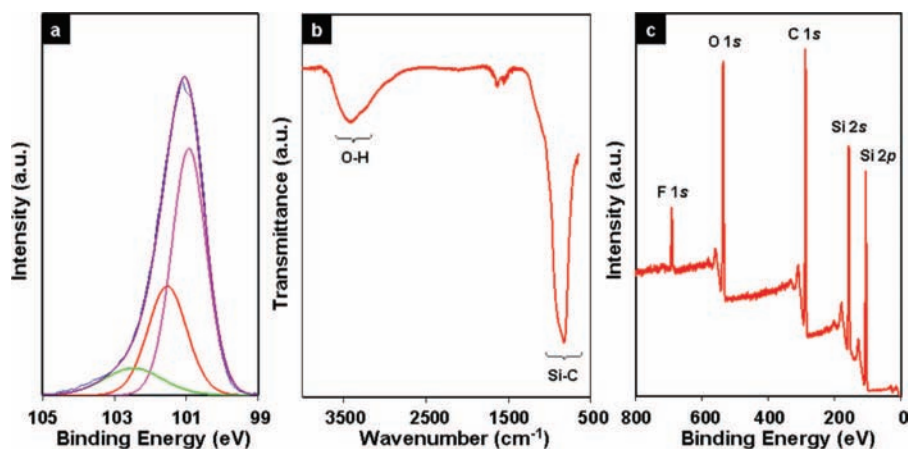 a
Intensity (a.u.)
105 103 101 99
Binding Energy (eV)
b
Transmittance (a.u.)
O-H
Si-C
3500 2500 1500 500
Wavenumber (cm⁻¹)
c
Intensity (a.u.)
C 1s
O 1s
Si 2s
Si 2p
F 1s
800 600 400 200 0
Binding Energy (eV)